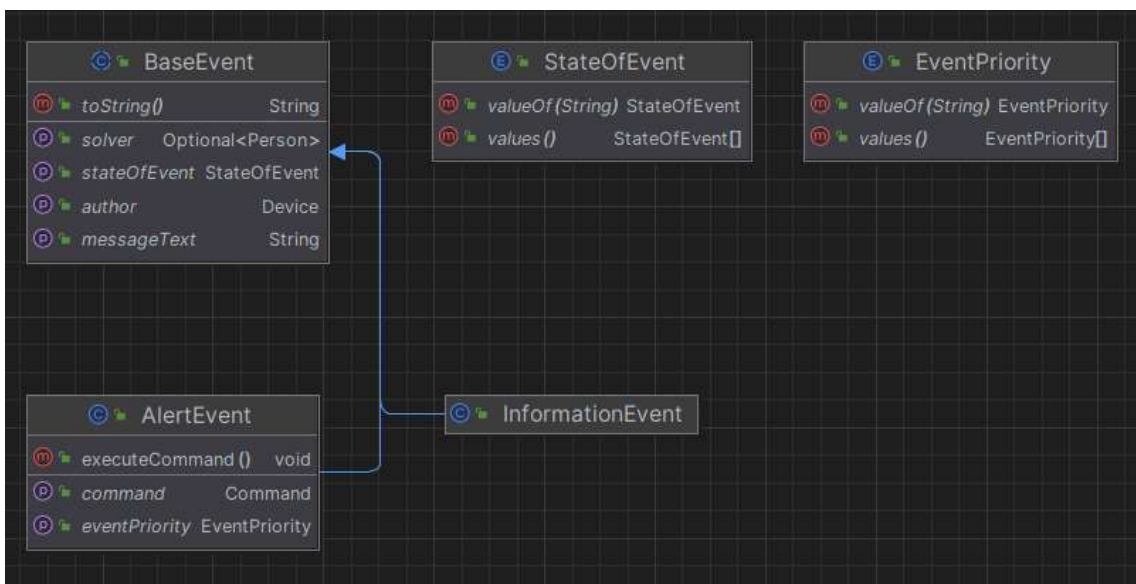 BaseEvent
toString() String
solver Optional<Person>
stateOfEvent StateOfEvent
author Device
messageText String
StateOfEvent
valueOf(String) StateOfEvent
values() StateOfEvent[]
EventPriority
valueOf(String) EventPriority
values() EventPriority[]
AlertEvent
executeCommand() void
command Command
eventPriority EventPriority
InformationEvent